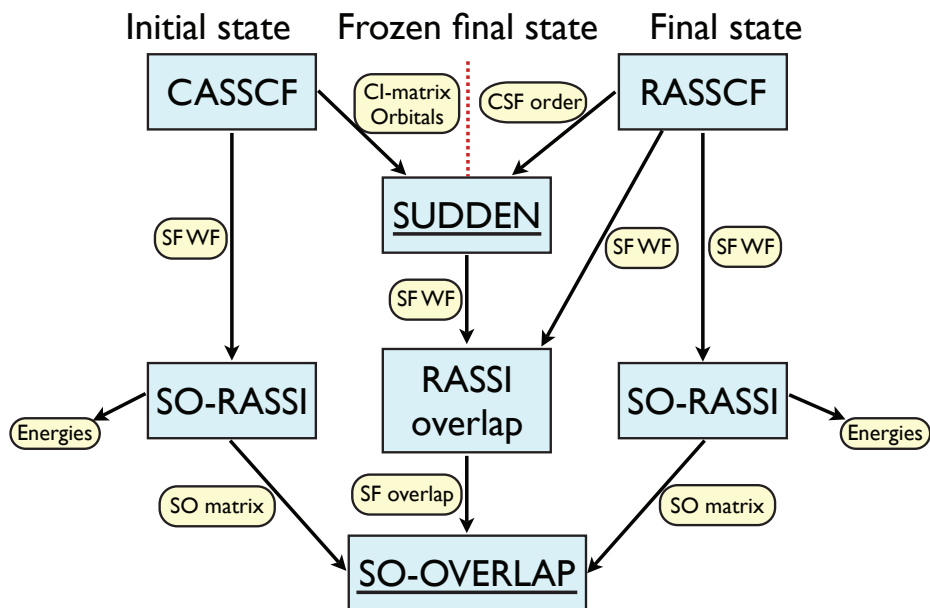 Initial state
Frozen final state
Final state
CASSCF
CI-matrix
Orbitals
CSF order
RASSCF
SUDDEN
SF WF
SF WF
SF WF
SF WF
SO-RASSI
RASSI
overlap
SO-RASSI
Energies
Energies
SO matrix
SF overlap
SO matrix
SO-OVERLAP